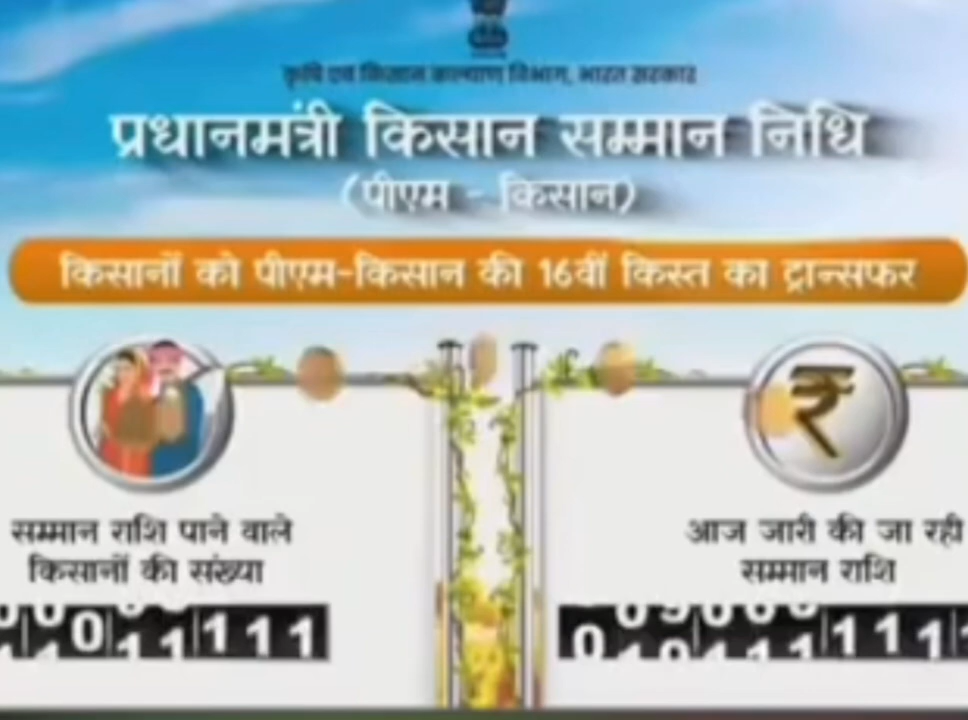 कृषि एवं किसान कल्याण विभाग, भारत सरकार
प्रधानमंत्री किसान सम्मान निधि
(पीएम - किसान)
किसानों को पीएम-किसान की 16वीं किस्त का ट्रान्सफर
सम्मान राशि पाने वाले
किसानों की संख्या
आज जारी की जा रही
सम्मान राशि